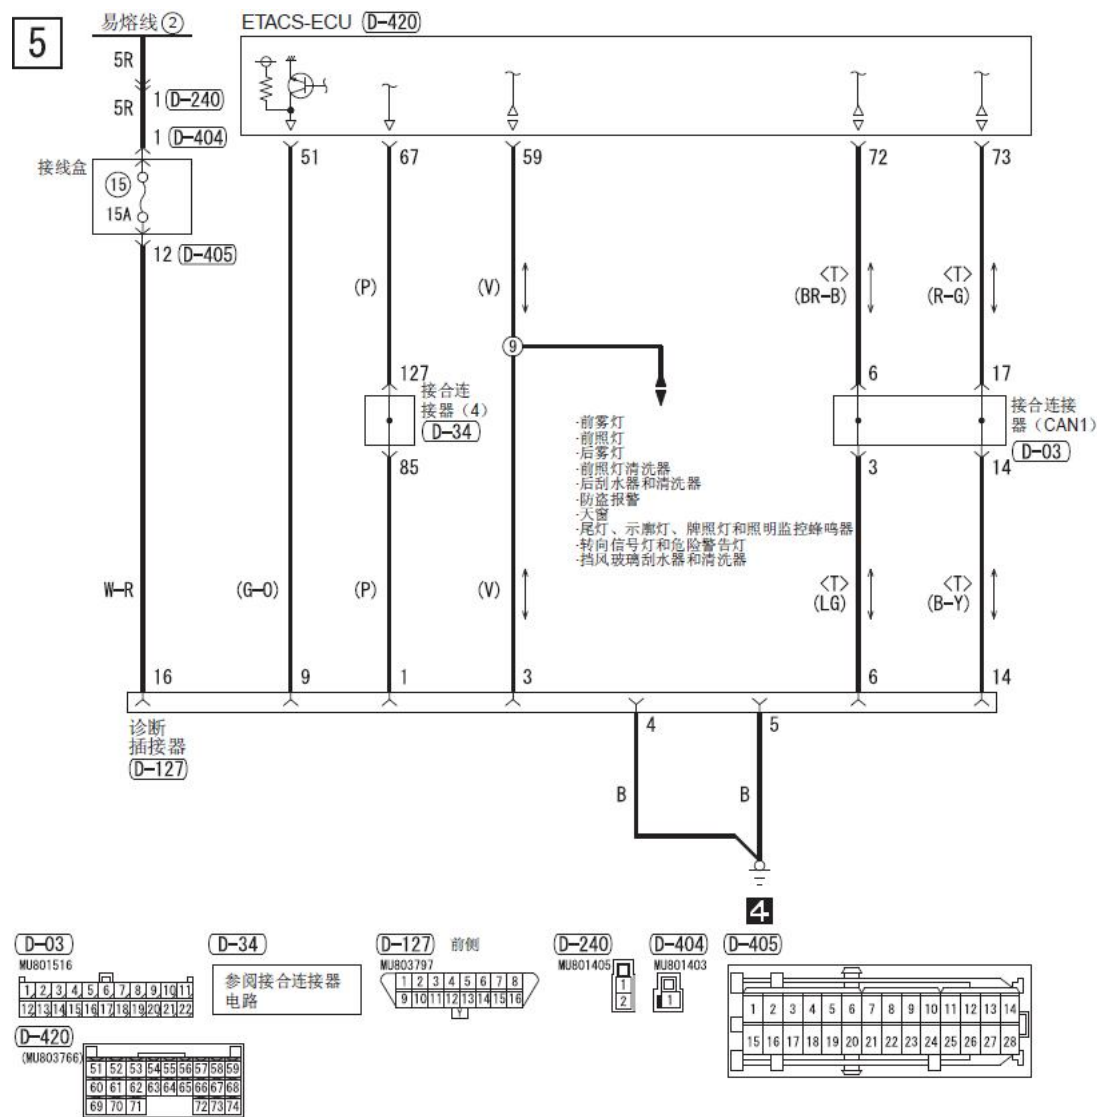 5
易熔线②
ETACS-ECU (D-420)
5R
1 (D-240)
5R
1 (D-404)
接线盒
⑮
15A
12 (D-405)
51 67 59 72 73
(P) (V) <T> <T>
(BR-B) (R-G)
⑨
127 6 17
接合连
接器（4）
(D-34)
接合连接
器（CAN1）
(D-03)
85 3 14
·前雾灯
·前照灯
·后雾灯
·前照灯清洗器
·后刮水器和清洗器
·防盗报警
·天窗
·尾灯、示廓灯、牌照灯和照明监控蜂鸣器
·转向信号灯和危险警告灯
·挡风玻璃刮水器和清洗器
W-R (G-O) (P) (V) <T> <T>
(LG) (B-Y)
16 9 1 3 6 14
诊断
插接器
(D-127)
4 5
B B
4
D-03
MU801516
1 2 3 4 5 6 7 8 9 10 11
12 13 14 15 16 17 18 19 20 21 22
D-34
参阅接合连接器
电路
D-127 前侧
MU803797
1 2 3 4 5 6 7 8
9 10 11 12 13 14 15 16
Y
D-240
MU801405
1
2
D-404
MU801403
1
D-405
1 2 3 4 5 6 7 8 9 10 11 12 13 14
15 16 17 18 19 20 21 22 23 24 25 26 27 28
D-420
(MU803766)
51 52 53 54 55 56 57 58 59
60 61 62 63 64 65 66 67 68
69 70 71 72 73 74